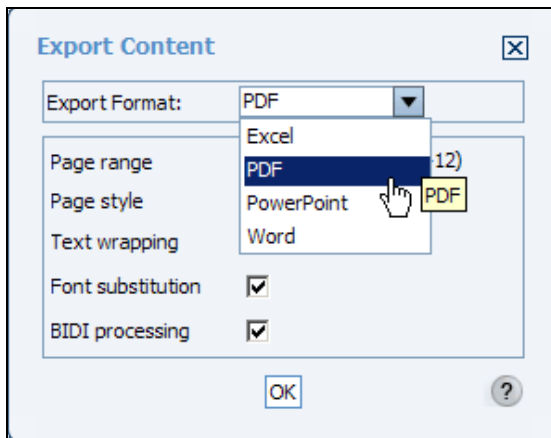 Export Content
Export Format: PDF
Excel
Page range PDF 12)
PDF
Page style PowerPoint
Text wrapping Word
Font substitution
BIDI processing
OK ?